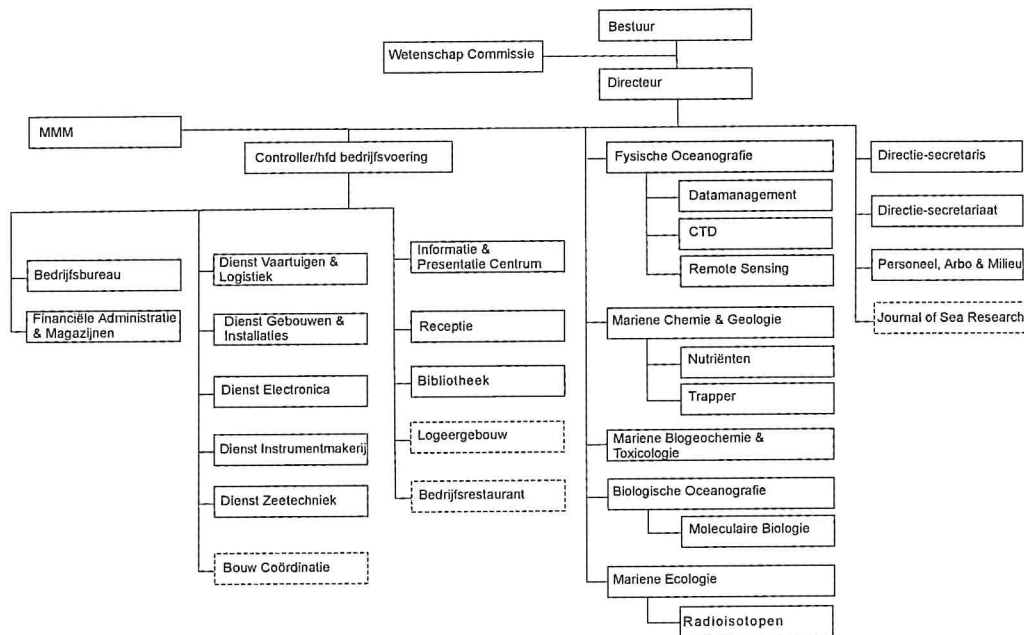 Bestuur
Wetenschap Commissie
Directeur
MMM
Controller/hfd bedrijfsvoering
Bedrijfsbureau
Financiële Administratie
& Magazijnen
Dienst Vaartuigen &
Logistiek
Dienst Gebouwen &
Installaties
Dienst Electronica
Dienst Instrumentmakerij
Dienst Zeetechniek
Bouw Coördinatie
Informatie &
Presentatie Centrum
Receptie
Bibliotheek
Logeergebouw
Bedrijfsrestaurant
Fysische Oceanografie
Datamanagement
CTD
Remote Sensing
Mariene Chemie & Geologie
Nutriënten
Trapper
Mariene Biogeochemie &
Toxicologie
Biologische Oceanografie
Moleculaire Biologie
Mariene Ecologie
Radioisotopen
Directie-secretaris
Directie-secretariaat
Personeel, Arbo & Milieu
Journal of Sea Research